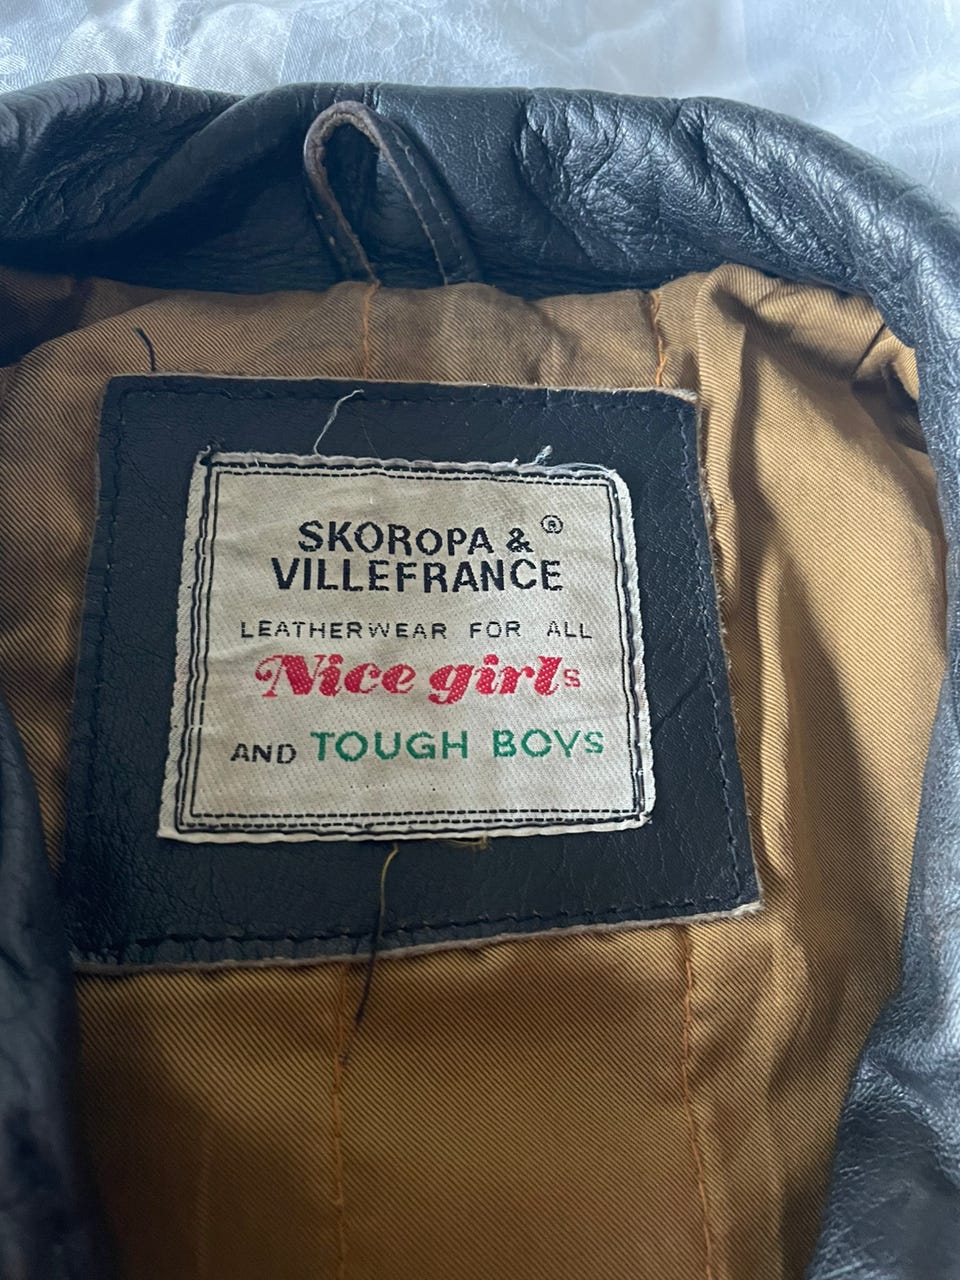 SKOROPA & ®
VILLEFRANCE
LEATHERWEAR FOR ALL
Nice girls
AND TOUGH BOYS